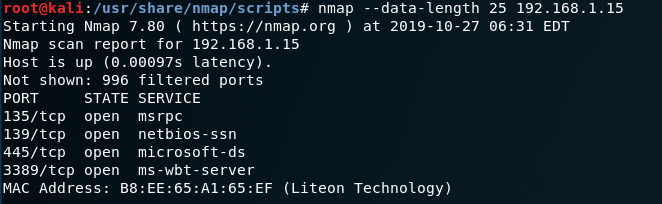 root@kali:/usr/share/nmap/scripts# nmap --data-length 25 192.168.1.15
Starting Nmap 7.80 ( https://nmap.org ) at 2019-10-27 06:31 EDT
Nmap scan report for 192.168.1.15
Host is up (0.00097s latency).
Not shown: 996 filtered ports
PORT     STATE SERVICE
135/tcp  open  msrpc
139/tcp  open  netbios-ssn
445/tcp  open  microsoft-ds
3389/tcp open  ms-wbt-server
MAC Address: B8:EE:65:A1:65:EF (Liteon Technology)